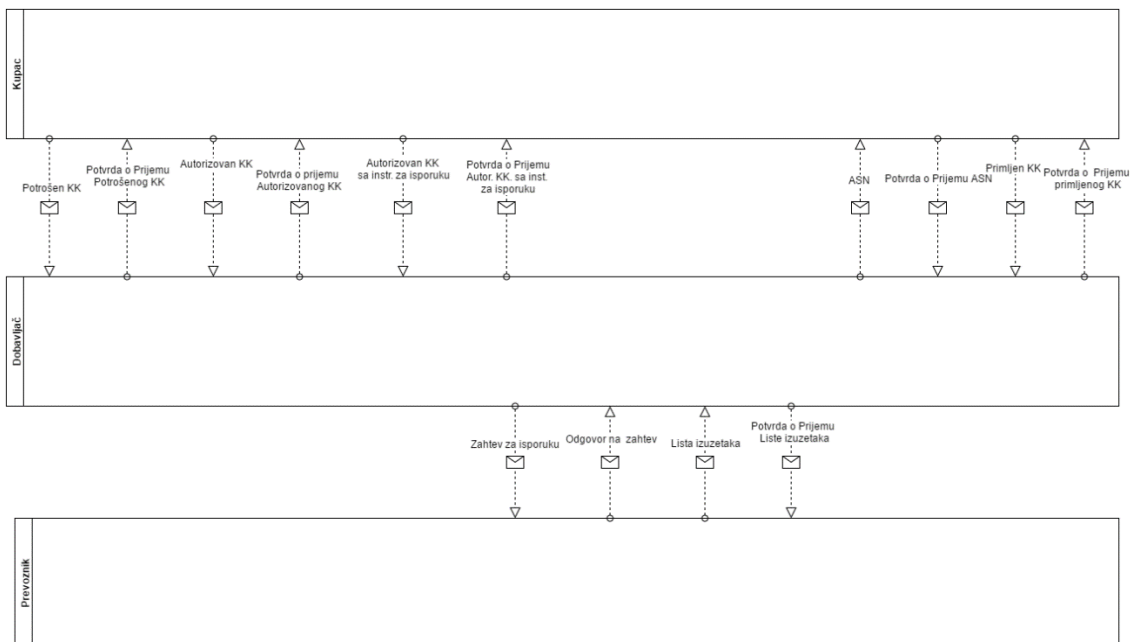 Kupac
Potrošen KK
Potvrda o Prijemu
Potrošenog KK
Autorizovan KK
Potvrda o prijemu
Autorizovanog KK
Autorizovan KK
sa instr. za isporuku
Potvrda o Prijemu
Autor. KK. sa inst.
za isporuku
ASN
Potvrda o Prijemu ASN
Primljen KK
Potvrda o Prijemu
primljenog KK
Dobavljač
Zahtev za isporuku
Odgovor na zahtev
Lista izuzetaka
Potvrda o Prijemu
Liste izuzetaka
Prevoznik